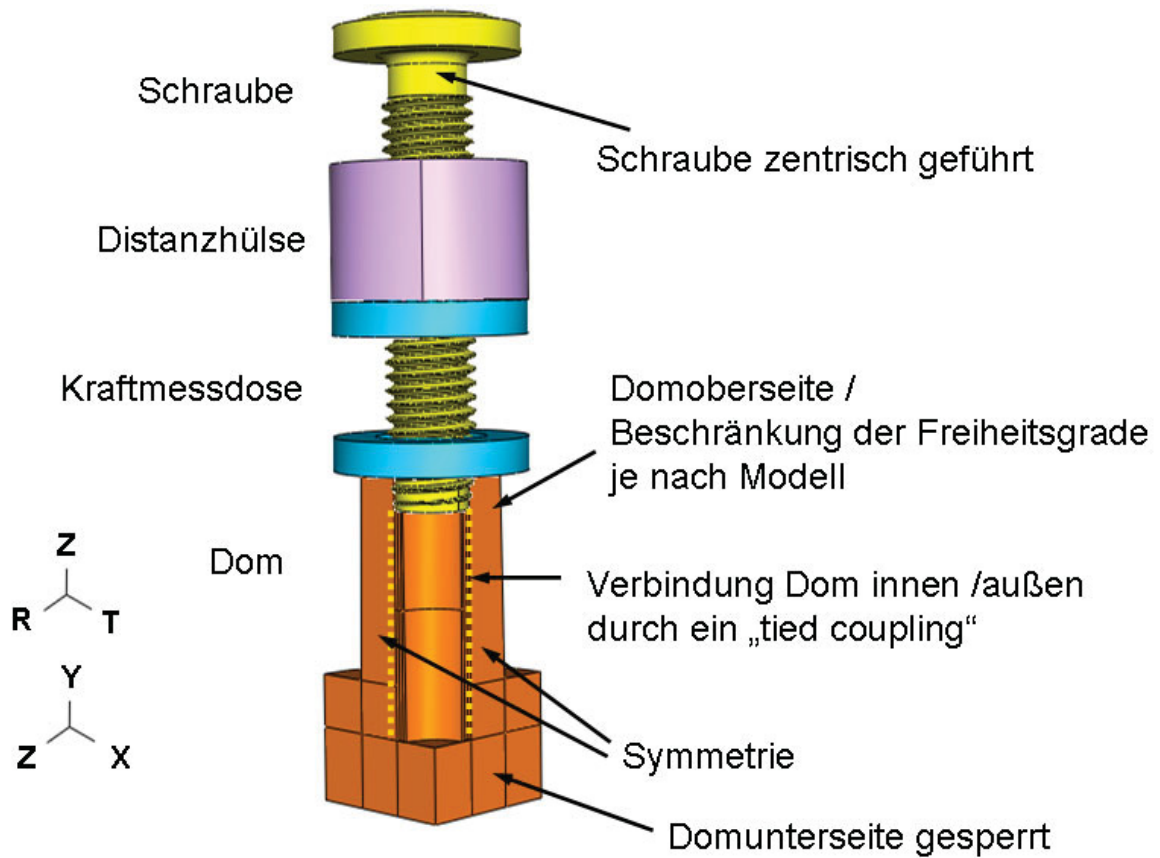 Schraube
Schraube zentrisch geführt
Distanzhülse
Kraftmessdose
Domoberseite /
Beschränkung der Freiheitsgrade
je nach Modell
Dom
Z
R
T
Verbindung Dom innen /außen
durch ein „tied coupling“
Y
Z
X
Symmetrie
Domunterseite gesperrt